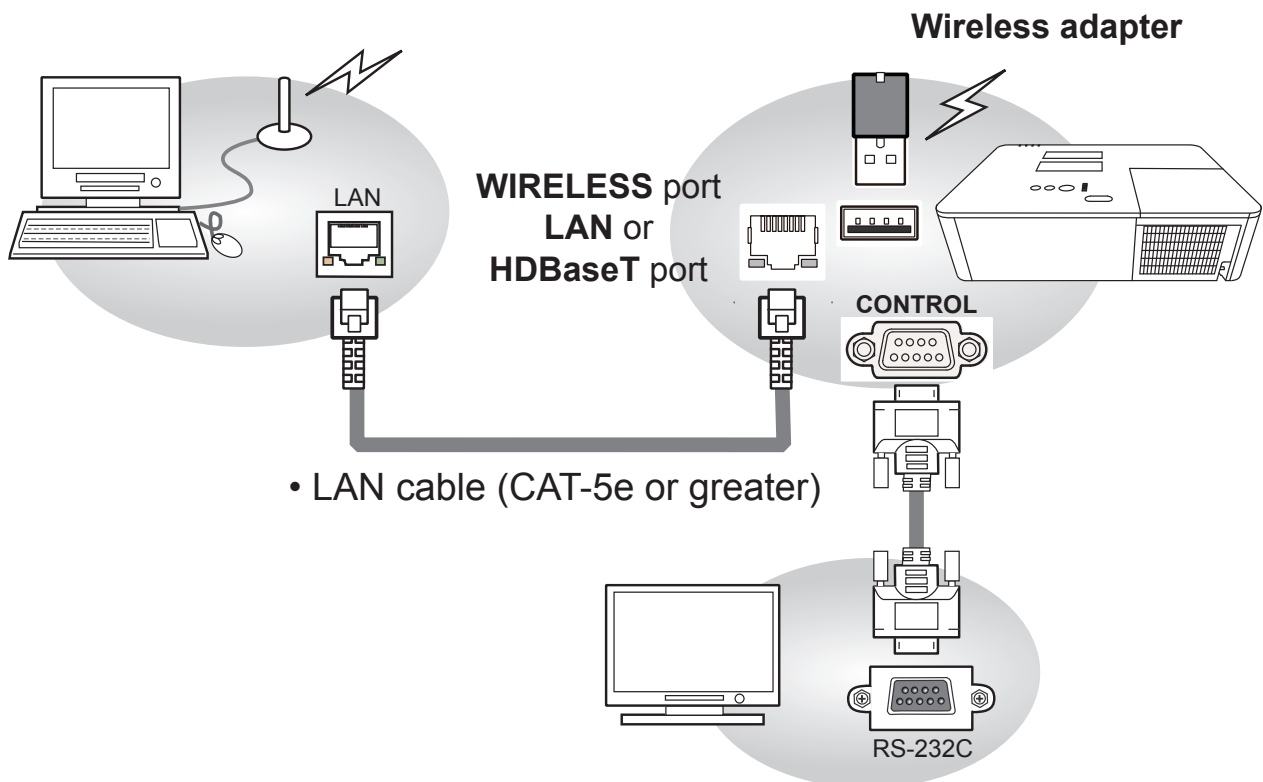 Wireless adapter
LAN
WIRELESS port
LAN or
HDBaseT port
CONTROL
• LAN cable (CAT-5e or greater)
RS-232C